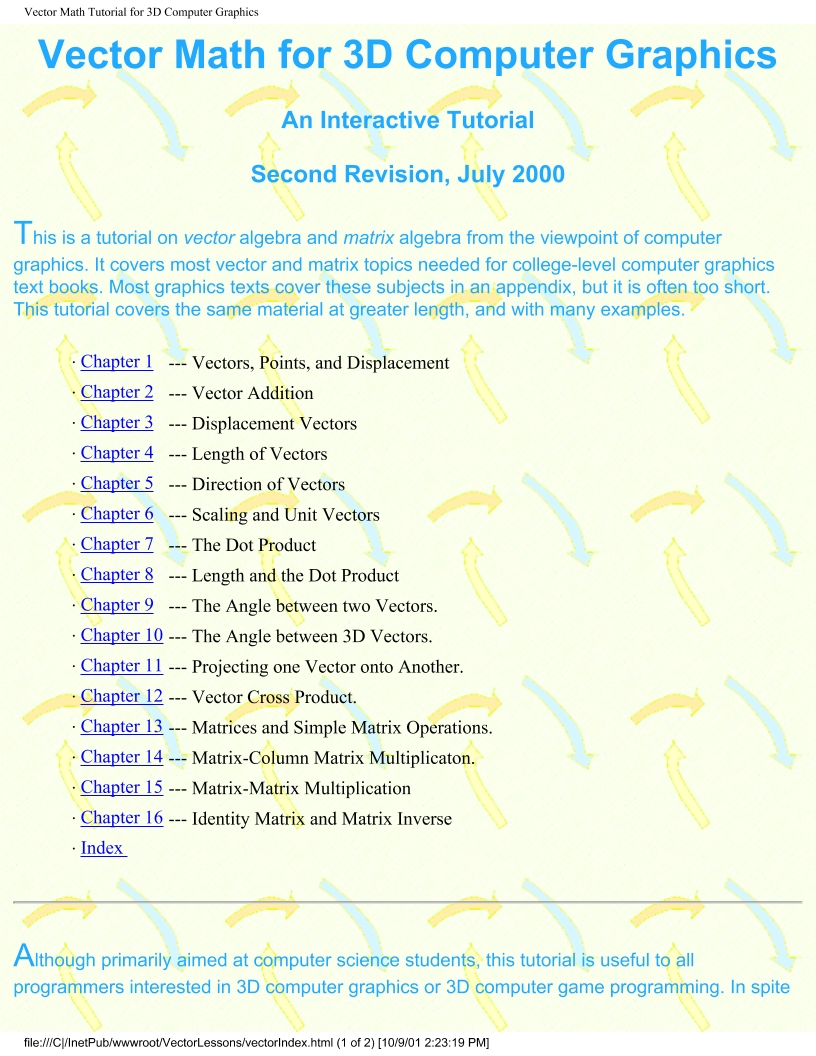 Vector Math Tutorial for 3D Computer Graphics
Vector Math for 3D Computer Graphics
An Interactive Tutorial
Second Revision, July 2000
This is a tutorial on vector algebra and matrix algebra from the viewpoint of computer
graphics. It covers most vector and matrix topics needed for college-level computer graphics
text books. Most graphics texts cover these subjects in an appendix, but it is often too short.
This tutorial covers the same material at greater length, and with many examples.
· Chapter 1 --- Vectors, Points, and Displacement
· Chapter 2 --- Vector Addition
· Chapter 3 --- Displacement Vectors
· Chapter 4 --- Length of Vectors
· Chapter 5 --- Direction of Vectors
· Chapter 6 --- Scaling and Unit Vectors
· Chapter 7 --- The Dot Product
· Chapter 8 --- Length and the Dot Product
· Chapter 9 --- The Angle between two Vectors.
· Chapter 10 --- The Angle between 3D Vectors.
· Chapter 11 --- Projecting one Vector onto Another.
· Chapter 12 --- Vector Cross Product.
· Chapter 13 --- Matrices and Simple Matrix Operations.
· Chapter 14 --- Matrix-Column Matrix Multiplicaton.
· Chapter 15 --- Matrix-Matrix Multiplication
· Chapter 16 --- Identity Matrix and Matrix Inverse
· Index
Although primarily aimed at computer science students, this tutorial is useful to all
programmers interested in 3D computer graphics or 3D computer game programming. In spite
file:///C|/InetPub/wwwroot/VectorLessons/vectorIndex.html (1 of 2) [10/9/01 2:23:19 PM]